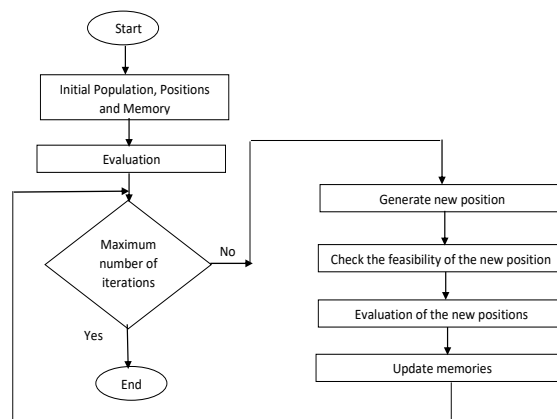 Start
Initial Population, Positions
and Memory
Evaluation
Maximum
number of
iterations
No
Yes
End
Generate new position
Check the feasibility of the new position
Evaluation of the new positions
Update memories